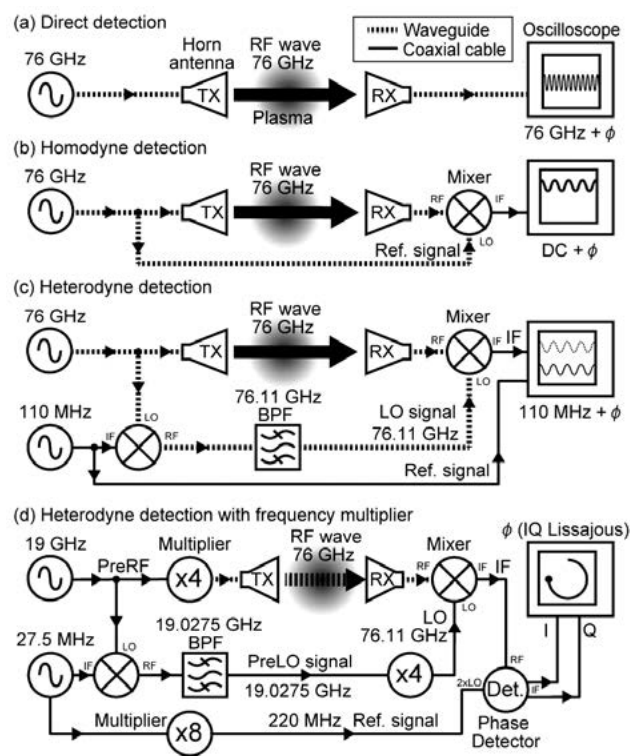 (a) Direct detection
76 GHz
Horn
antenna
RF wave
76 GHz
Waveguide
Coaxial cable
Oscilloscope
TX
RX
Plasma
76 GHz + ϕ
(b) Homodyne detection
76 GHz
RF wave
76 GHz
Mixer
TX
RX
RF
IF
LO
Ref. signal
DC + ϕ
(c) Heterodyne detection
76 GHz
RF wave
76 GHz
Mixer
TX
RX
RF
IF
IF
LO
110 MHz
LO
IF
RF
76.11 GHz
BPF
LO signal
76.11 GHz
Ref. signal
110 MHz + ϕ
(d) Heterodyne detection with frequency multiplier
19 GHz
PreRF
Multiplier
x4
RF wave
76 GHz
TX
RX
Mixer
RF
IF
IF
LO
ϕ (IQ Lissajous)
I
Q
27.5 MHz
LO
IF
RF
19.0275 GHz
BPF
PreLO signal
19.0275 GHz
x4
LO
76.11 GHz
RF
2xLO
Det.
IF
Phase
Detector
Multiplier
x8
220 MHz
Ref. signal